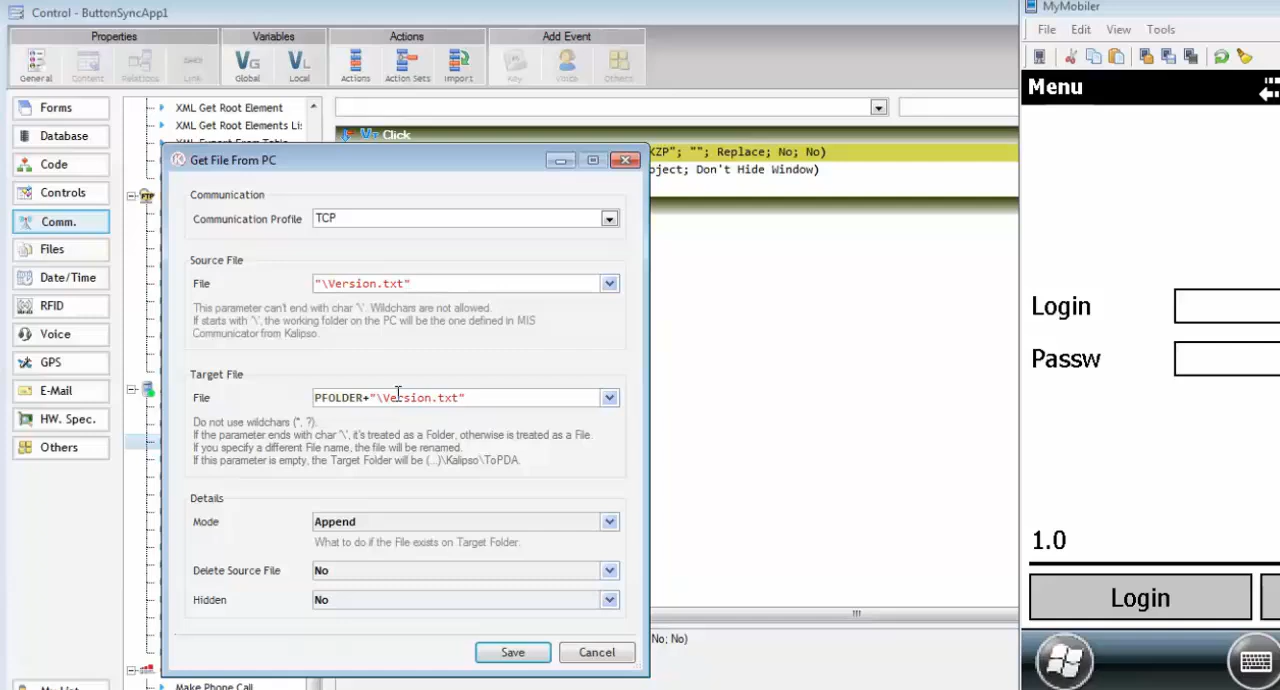 Control - ButtonSyncApp1
Properties
Variables
Actions
Add Event
General
Content
Relations
Link
Global
Local
Actions
Action Sets
Import
Key
Voice
Others
Forms
Database
Code
Controls
Comm.
Files
Date/Time
RFID
Voice
GPS
E-Mail
HW. Spec.
Others
My List
XML Get Root Element
XML Get Root Elements Li:
XML Export From Table
FTP
Make Phone Call
Click
KZP"; ""; Replace; No; No)
bject; Don't Hide Window)
No; No)
Get File From PC
Communication
Communication Profile
TCP
Source File
File
"\Version.txt"
This parameter can't end with char '\'. Wildchars are not allowed.
If starts with '\', the working folder on the PC will be the one defined in MIS
Communicator from Kalipso.
Target File
File
PFOLDER+"\Version.txt"
Do not use wildchars (*, ?).
If the parameter ends with char '\', it's treated as a Folder, otherwise is treated as a File.
If you specify a different File name, the file will be renamed.
If this parameter is empty, the Target Folder will be (...)\Kalipso\ToPDA.
Details
Mode
Append
What to do if the File exists on Target Folder.
Delete Source File
No
Hidden
No
Save
Cancel
MyMobiler
File Edit View Tools
Menu
Login
Passw
1.0
Login